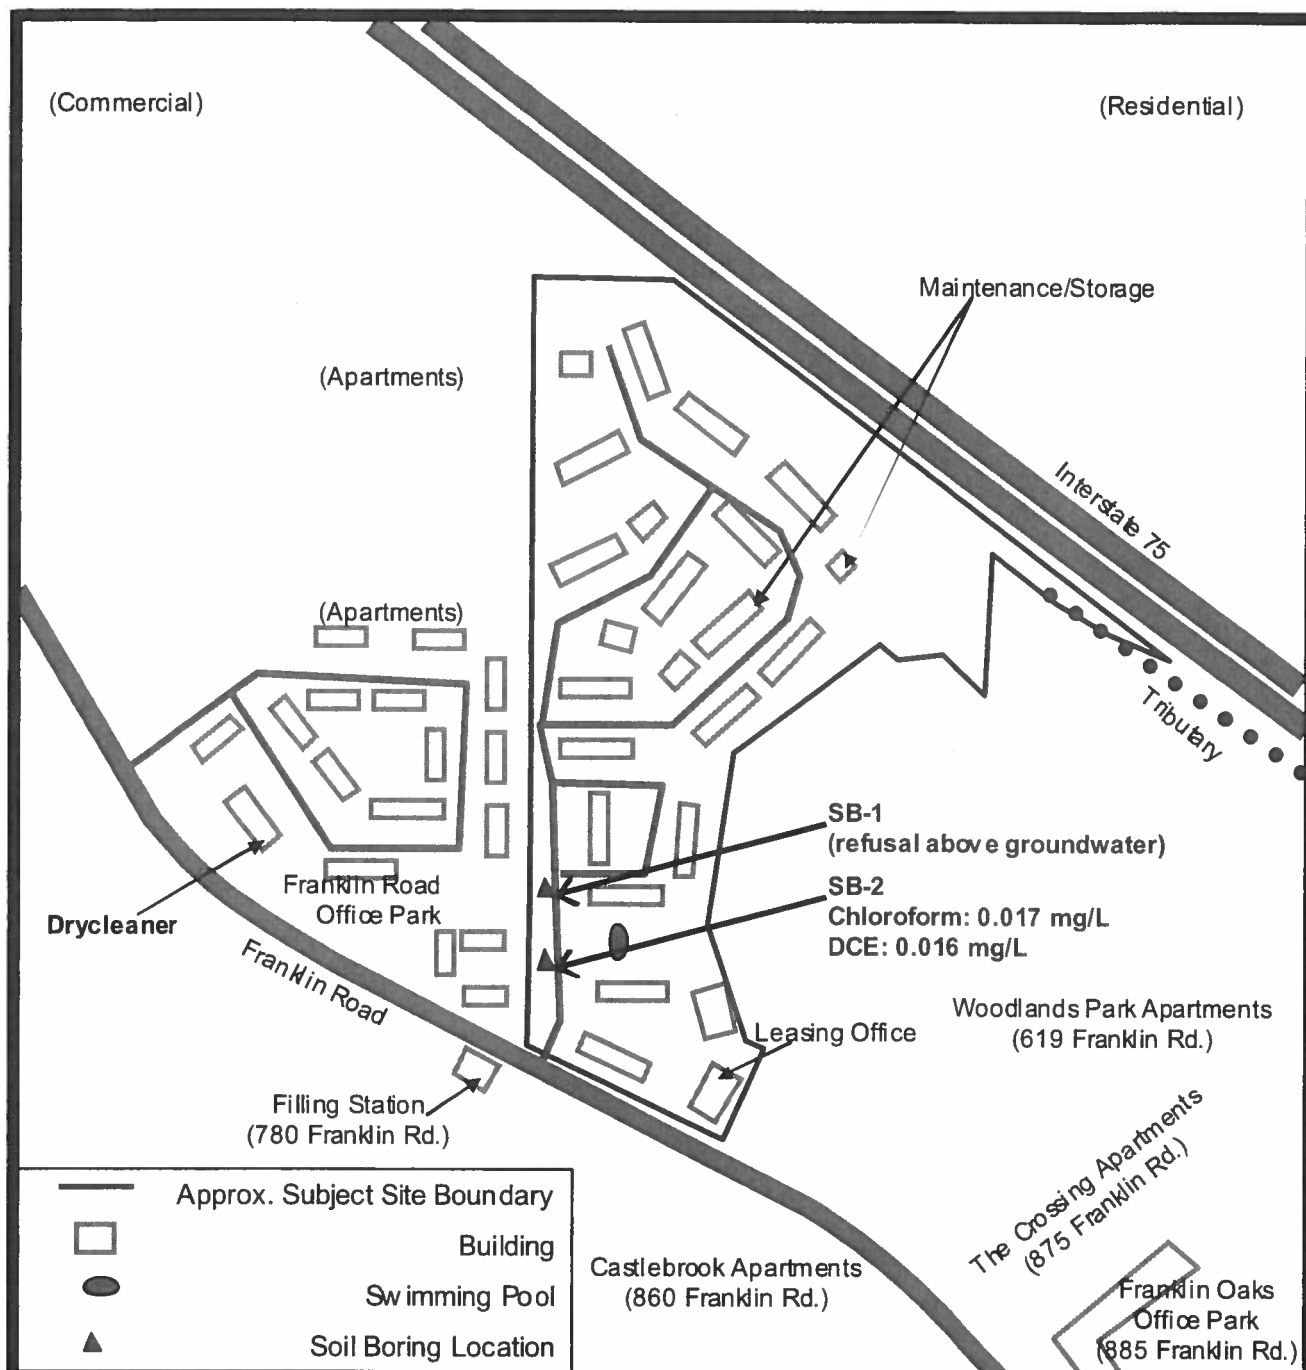 (Commercial)
(Residential)
Maintenance/Storage
(Apartments)
Interstate 75
(Apartments)
Tributary
SB-1
(refusal above groundwater)
SB-2
Chloroform: 0.017 mg/L
DCE: 0.016 mg/L
Franklin Road
Office Park
Drycleaner
Franklin Road
Woodlands Park Apartments
(619 Franklin Rd.)
Leasing Office
Filling Station
(780 Franklin Rd.)
The Crossing Apartments
(875 Franklin Rd.)
Approx. Subject Site Boundary
Building
Swimming Pool
Soil Boring Location
Castlebrook Apartments
(860 Franklin Rd.)
Franklin Oaks
Office Park
(885 Franklin Rd.)